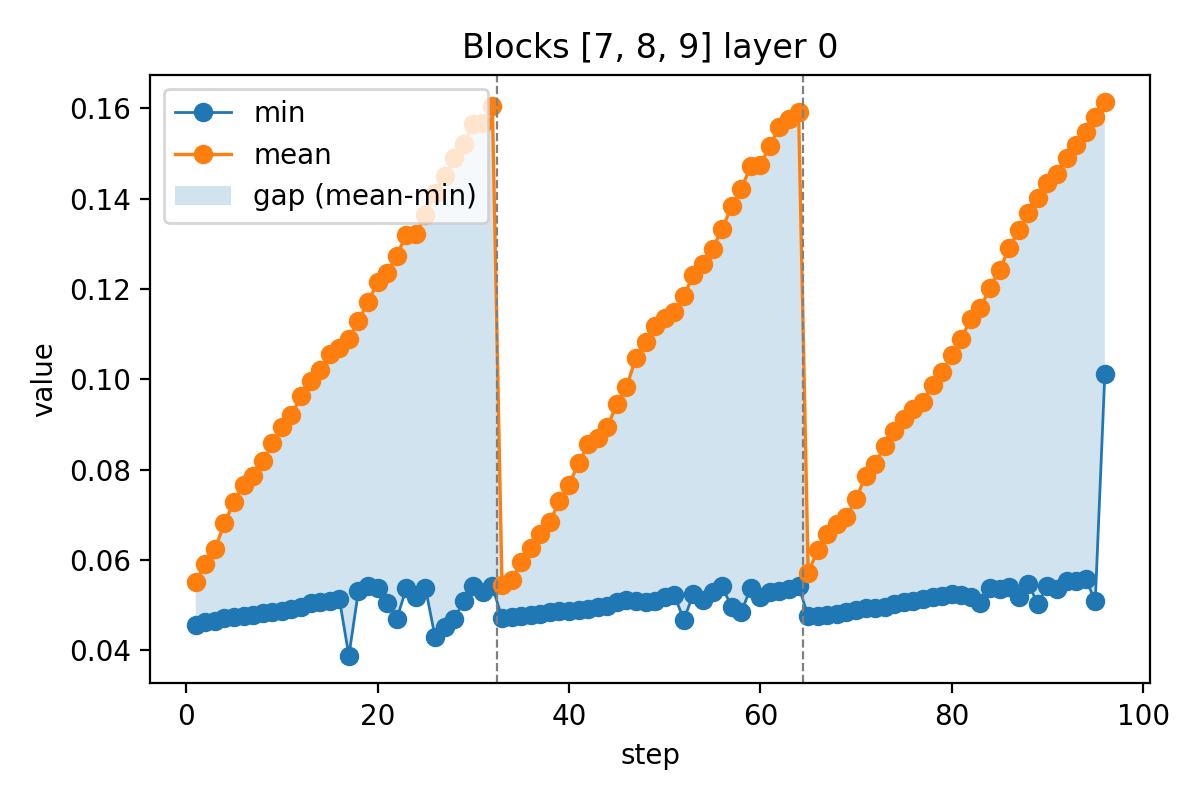 Blocks [7, 8, 9] layer 0
min
mean
gap (mean-min)
0.16
0.14
0.12
0.10
0.08
0.06
0.04
value
0 20 40 60 80 100
step